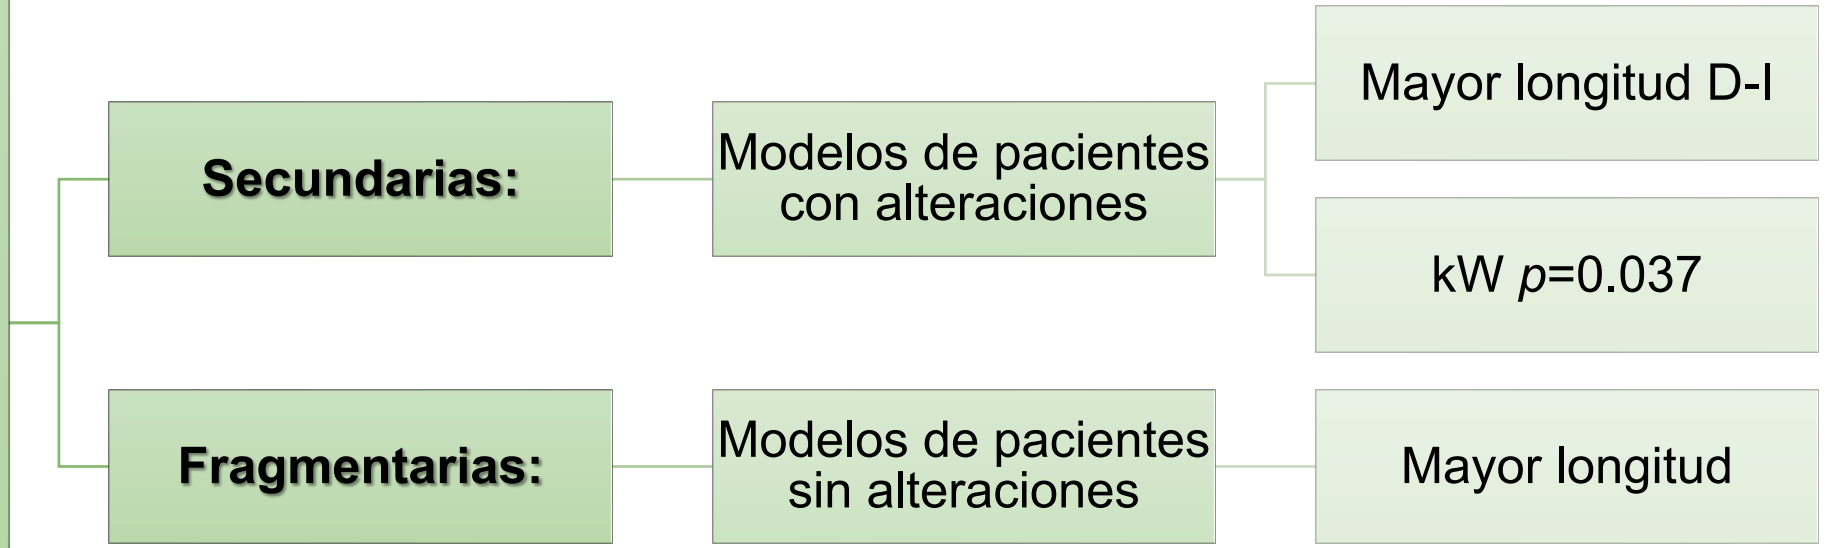 Secundarias:
Modelos de pacientes
con alteraciones
Mayor longitud D-I
kW p=0.037
Fragmentarias:
Modelos de pacientes
sin alteraciones
Mayor longitud